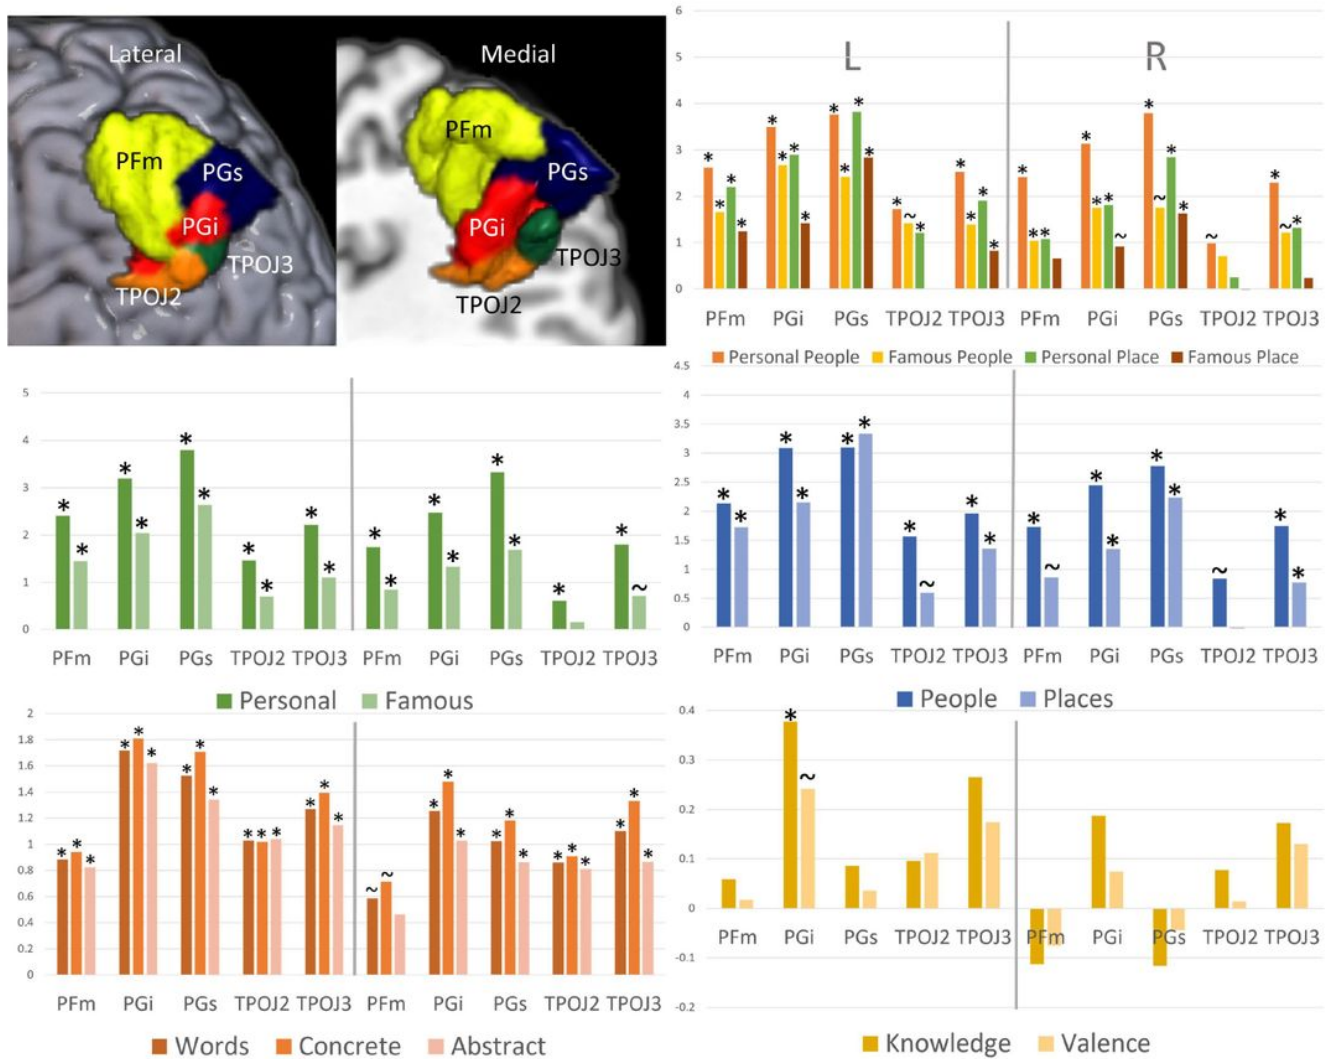 Lateral
PFm
PGs
PGi
TPOJ3
TPOJ2
Medial
PFm
PGs
PGi
TPOJ3
TPOJ2
6
5
4
3
2
1
0
L
R
* * * * * * * * * * * * * ~ * * * * * * ** * * * ~ * ~ * * ~ * ~ *
PFm PGi PGs TPOJ2 TPOJ3 PFm PGi PGs TPOJ2 TPOJ3
Personal People Famous People Personal Place Famous Place
5
4
3
2
1
0
* * * * * * * * * * * * * * * * * * * ~
PFm PGi PGs TPOJ2 TPOJ3 PFm PGi PGs TPOJ2 TPOJ3
Personal Famous
4.5
4
3.5
3
2.5
2
1.5
1
0.5
0
* * * * * * * ~ * * * ~ * * * * ~ * *
PFm PGi PGs TPOJ2 TPOJ3 PFm PGi PGs TPOJ2 TPOJ3
People Places
2
1.8
1.6
1.4
1.2
1
0.8
0.6
0.4
0.2
0
* * * * * * * * * * * * * * * ~ ~ * * * * * * * * * * * *
PFm PGi PGs TPOJ2 TPOJ3 PFm PGi PGs TPOJ2 TPOJ3
Words Concrete Abstract
0.4
0.3
0.2
0.1
0
-0.1
-0.2
* ~
PFm PGi PGs TPOJ2 TPOJ3 PFm PGi PGs TPOJ2 TPOJ3
Knowledge Valence